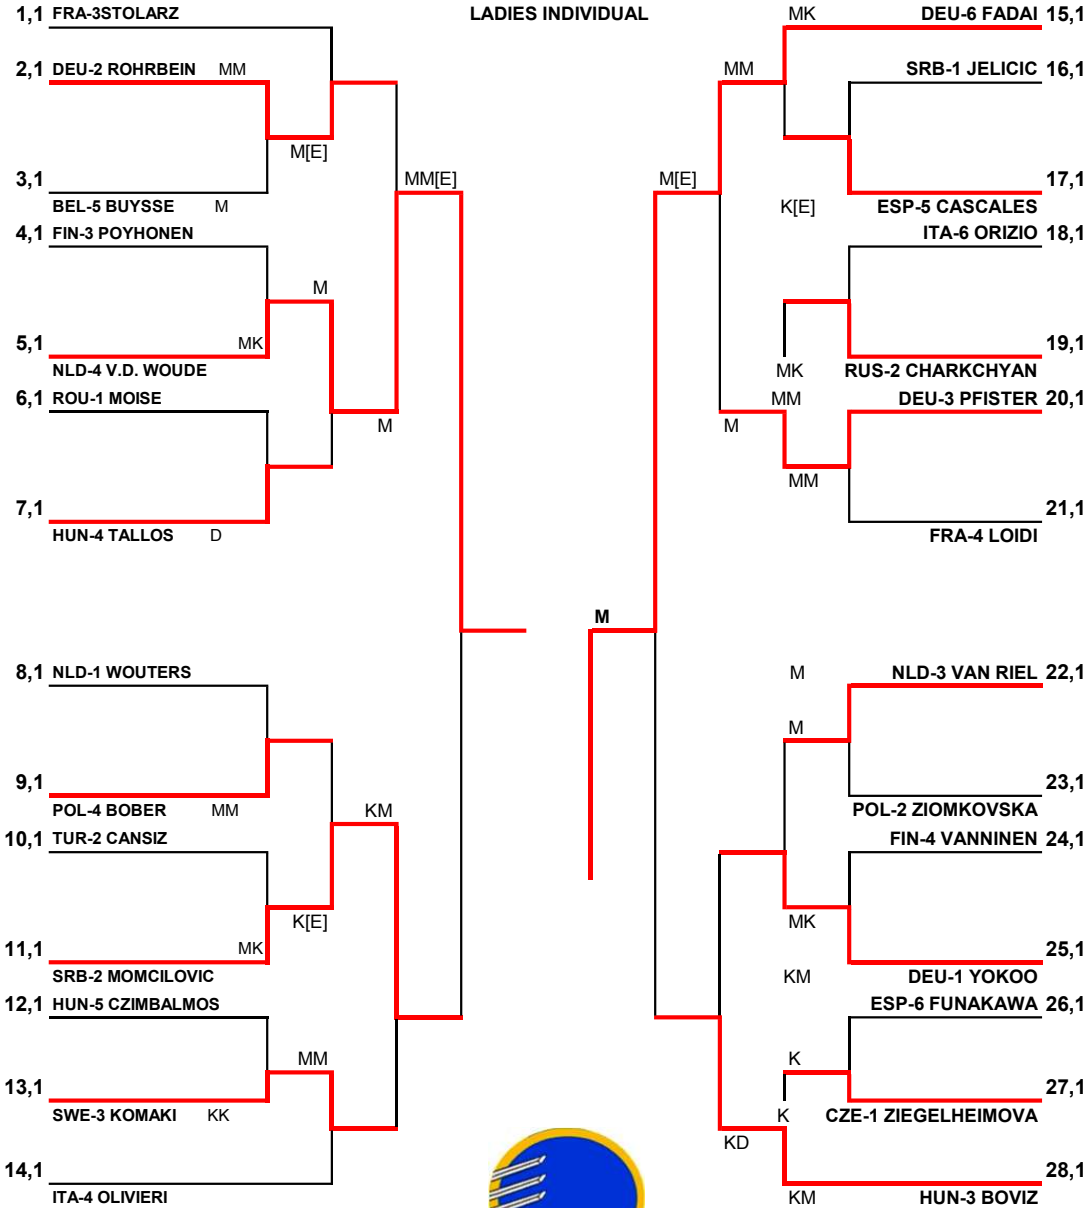 LADIES INDIVIDUAL
1,1 FRA-3STOLARZ
2,1 DEU-2 ROHRBEIN MM
M[E]
3,1
BEL-5 BUYSSE M
MM[E]
4,1 FIN-3 POYHONEN
M
5,1 MK
NLD-4 V.D. WOUDE
6,1 ROU-1 MOISE
M
7,1
HUN-4 TALLOS D
8,1 NLD-1 WOUTERS
9,1
POL-4 BOBER MM
KM
10,1 TUR-2 CANSIZ
K[E]
11,1 MK
SRB-2 MOMCILOVIC
12,1 HUN-5 CZIMBALMOS
MM
13,1
SWE-3 KOMAKI KK
14,1
ITA-4 OLIVIERI
MK DEU-6 FADAI 15,1
MM SRB-1 JELICIC 16,1
M[E] 17,1
K[E] ESP-5 CASCALES
ITA-6 ORIZIO 18,1
19,1
MK RUS-2 CHARKCHYAN
MM DEU-3 PFISTER 20,1
M
MM
21,1
FRA-4 LOIDI
M
M NLD-3 VAN RIEL 22,1
M
23,1
POL-2 ZIOMKOVSKA
FIN-4 VANNINEN 24,1
MK
25,1
KM DEU-1 YOKOO
ESP-6 FUNAKAWA 26,1
K
27,1
K CZE-1 ZIEGELHEIMOVA
KD
28,1
KM HUN-3 BOVIZ